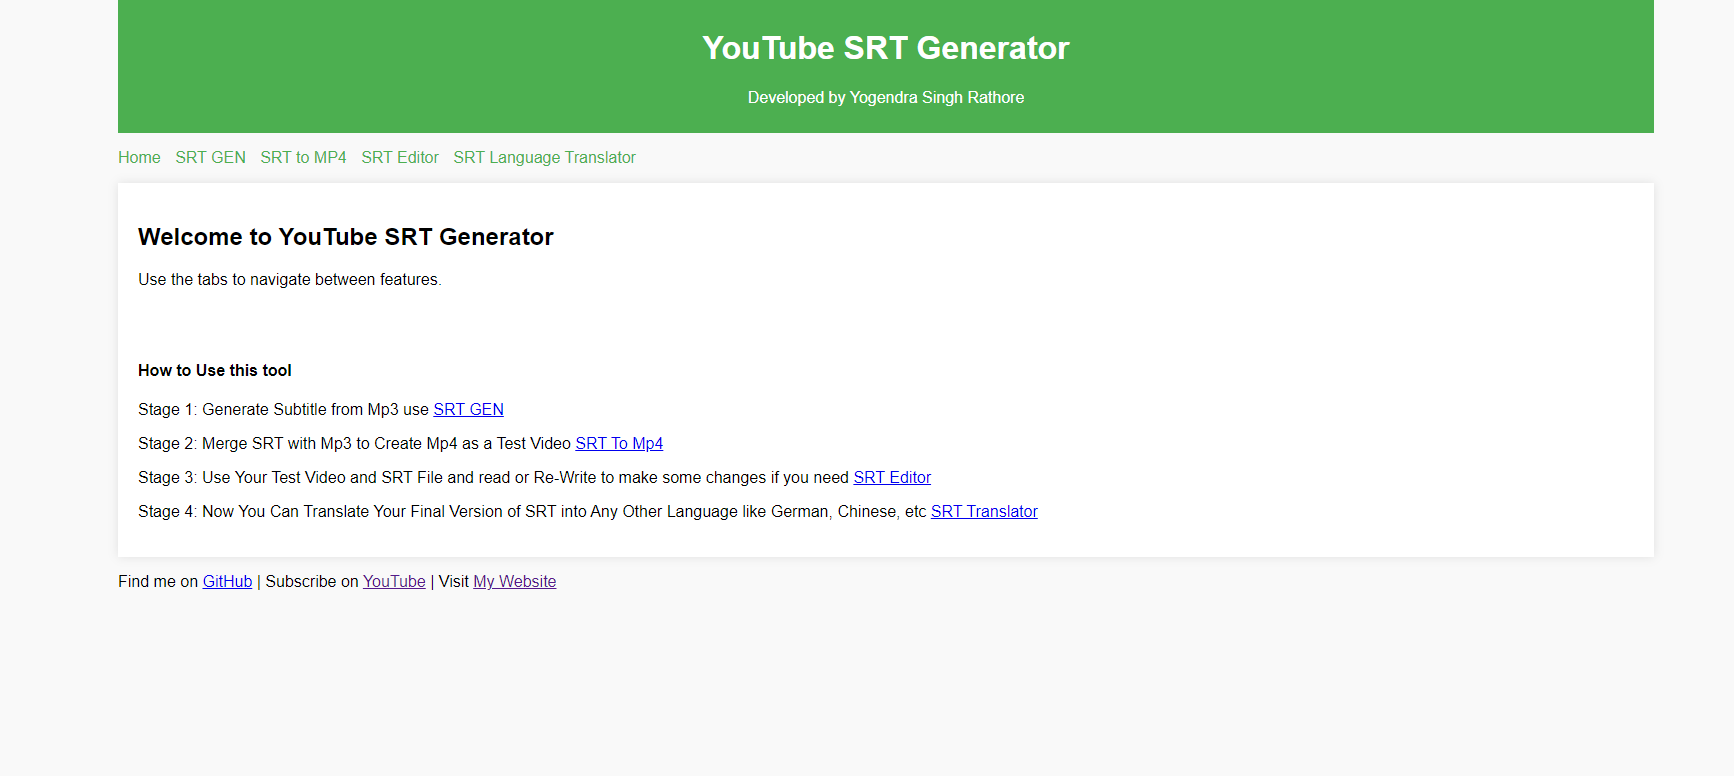 YouTube SRT Generator
Developed by Yogendra Singh Rathore
Home SRT GEN SRT to MP4 SRT Editor SRT Language Translator
Welcome to YouTube SRT Generator
Use the tabs to navigate between features.
How to Use this tool
Stage 1: Generate Subtitle from Mp3 use SRT GEN
Stage 2: Merge SRT with Mp3 to Create Mp4 as a Test Video SRT To Mp4
Stage 3: Use Your Test Video and SRT File and read or Re-Write to make some changes if you need SRT Editor
Stage 4: Now You Can Translate Your Final Version of SRT into Any Other Language like German, Chinese, etc SRT Translator
Find me on GitHub | Subscribe on YouTube | Visit My Website